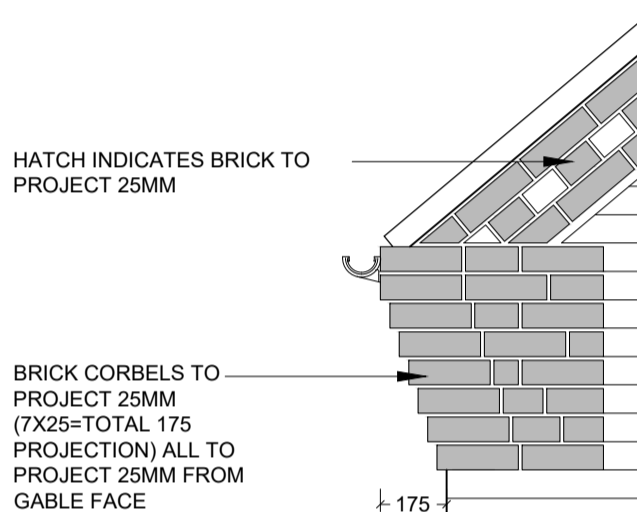 HATCH INDICATES BRICK TO
PROJECT 25MM
BRICK CORBELS TO
PROJECT 25MM
(7X25=TOTAL 175
PROJECTION) ALL TO
PROJECT 25MM FROM
GABLE FACE
175